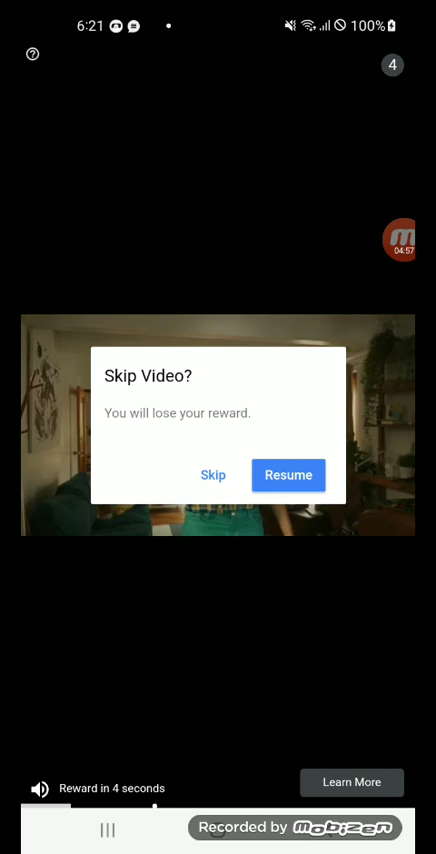 6:21
100%
4
04:57
Skip Video?
You will lose your reward.
Skip Resume
Reward in 4 seconds
Learn More
Recorded by mobizen